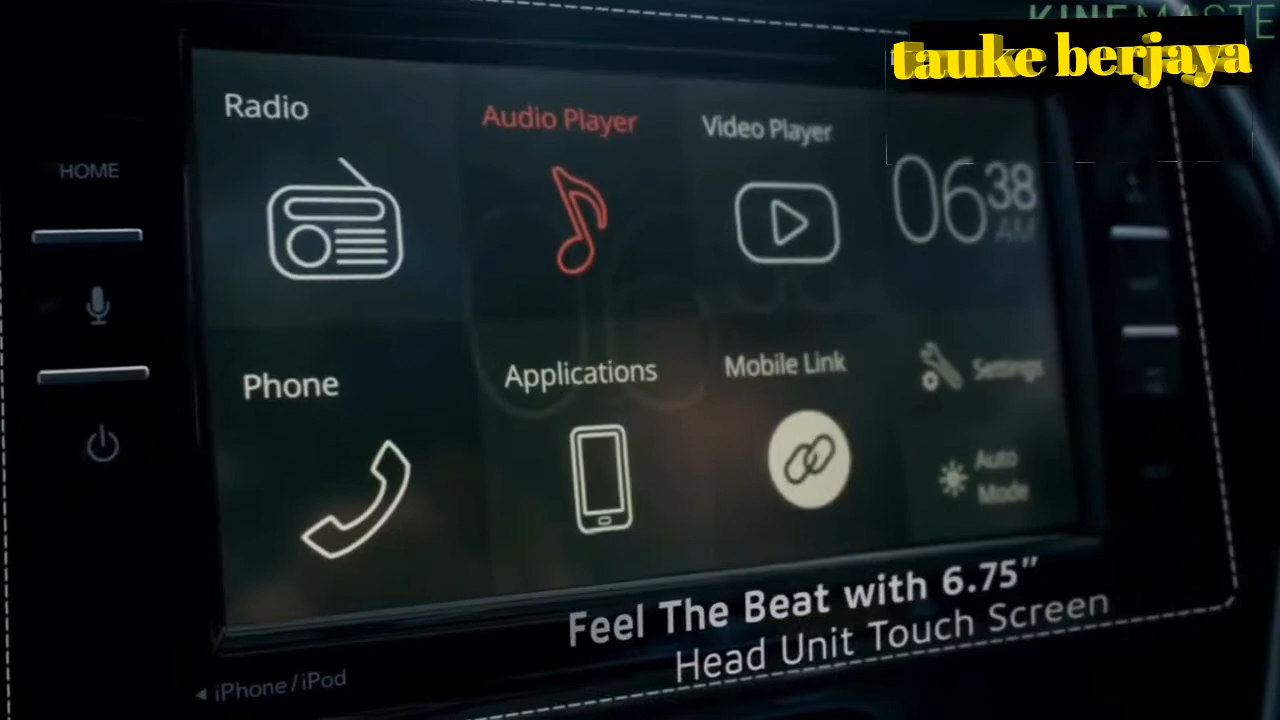 KINEMASTE
tauke berjaya
Radio
Audio Player
Video Player
06 38
AM
HOME
Phone
Applications
Mobile Link
Settings
Auto
Mode
Feel The Beat with 6.75"
Head Unit Touch Screen
◄ iPhone/iPod